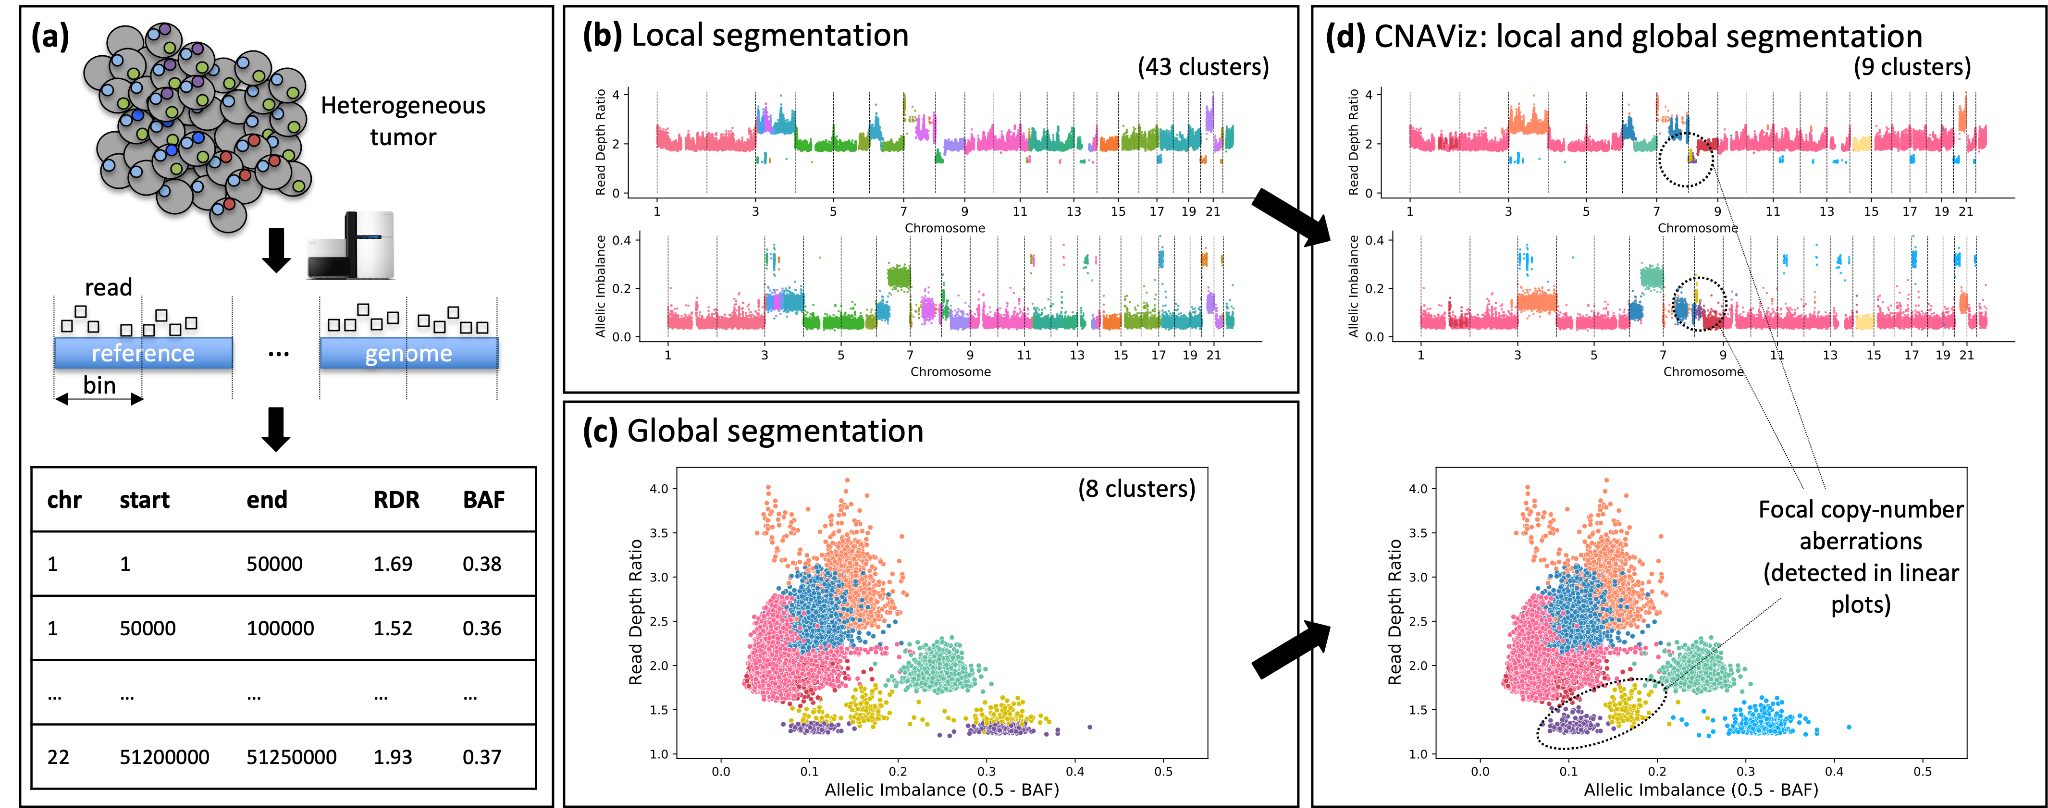 (a)
Heterogeneous
tumor
read
reference ... genome
bin
chr start end RDR BAF
1 1 50000 1.69 0.38
1 50000 100000 1.52 0.36
... ... ... ... ...
22 51200000 51250000 1.93 0.37
(b) Local segmentation
(43 clusters)
Read Depth Ratio
4
2
0
1 3 5 7 9 11 13 15 17 19 21
Chromosome
Allelic Imbalance
0.4
0.2
0.0
1 3 5 7 9 11 13 15 17 19 21
Chromosome
(c) Global segmentation
(8 clusters)
Read Depth Ratio
4.0
3.5
3.0
2.5
2.0
1.5
1.0
0.0 0.1 0.2 0.3 0.4 0.5
Allelic Imbalance (0.5 - BAF)
(d) CNAViz: local and global segmentation
(9 clusters)
Read Depth Ratio
4
2
0
1 3 5 7 9 11 13 15 17 19 21
Chromosome
Allelic Imbalance
0.4
0.2
0.0
1 3 5 7 9 11 13 15 17 19 21
Chromosome
Focal copy-number
aberrations
(detected in linear
plots)
Read Depth Ratio
4.0
3.5
3.0
2.5
2.0
1.5
1.0
0.0 0.1 0.2 0.3 0.4 0.5
Allelic Imbalance (0.5 - BAF)